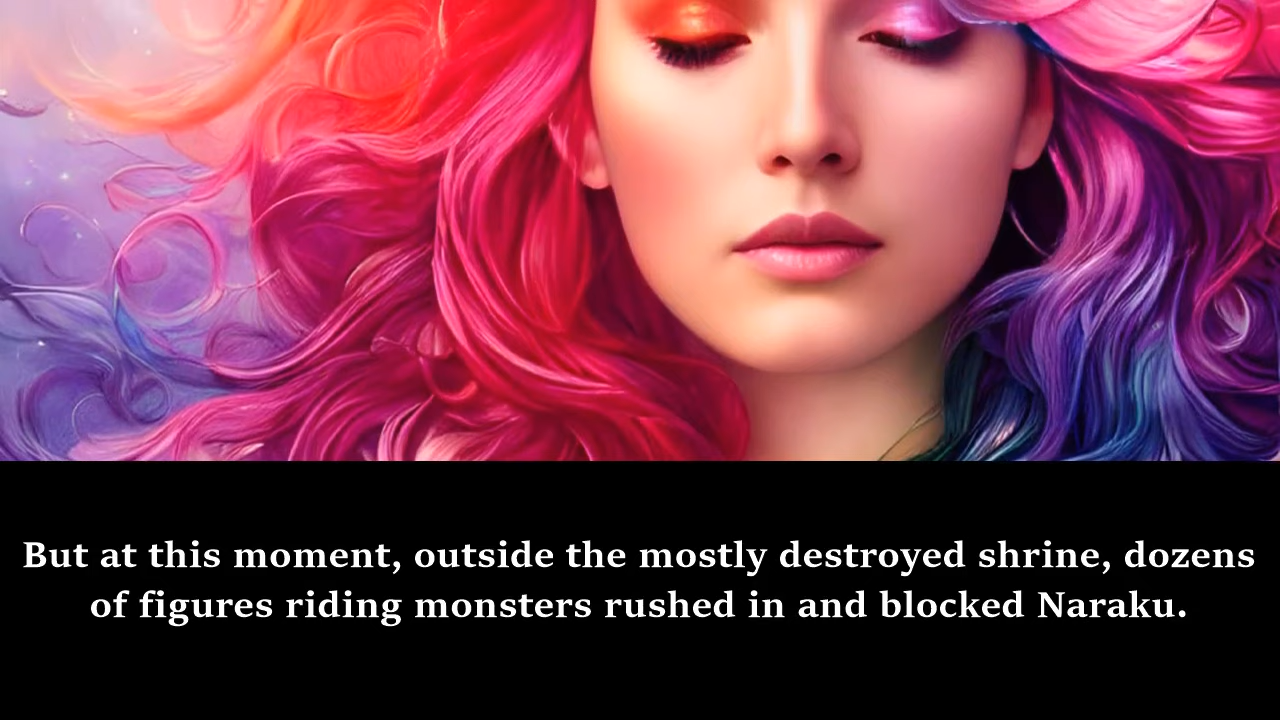 But at this moment, outside the mostly destroyed shrine, dozens
of figures riding monsters rushed in and blocked Naraku.